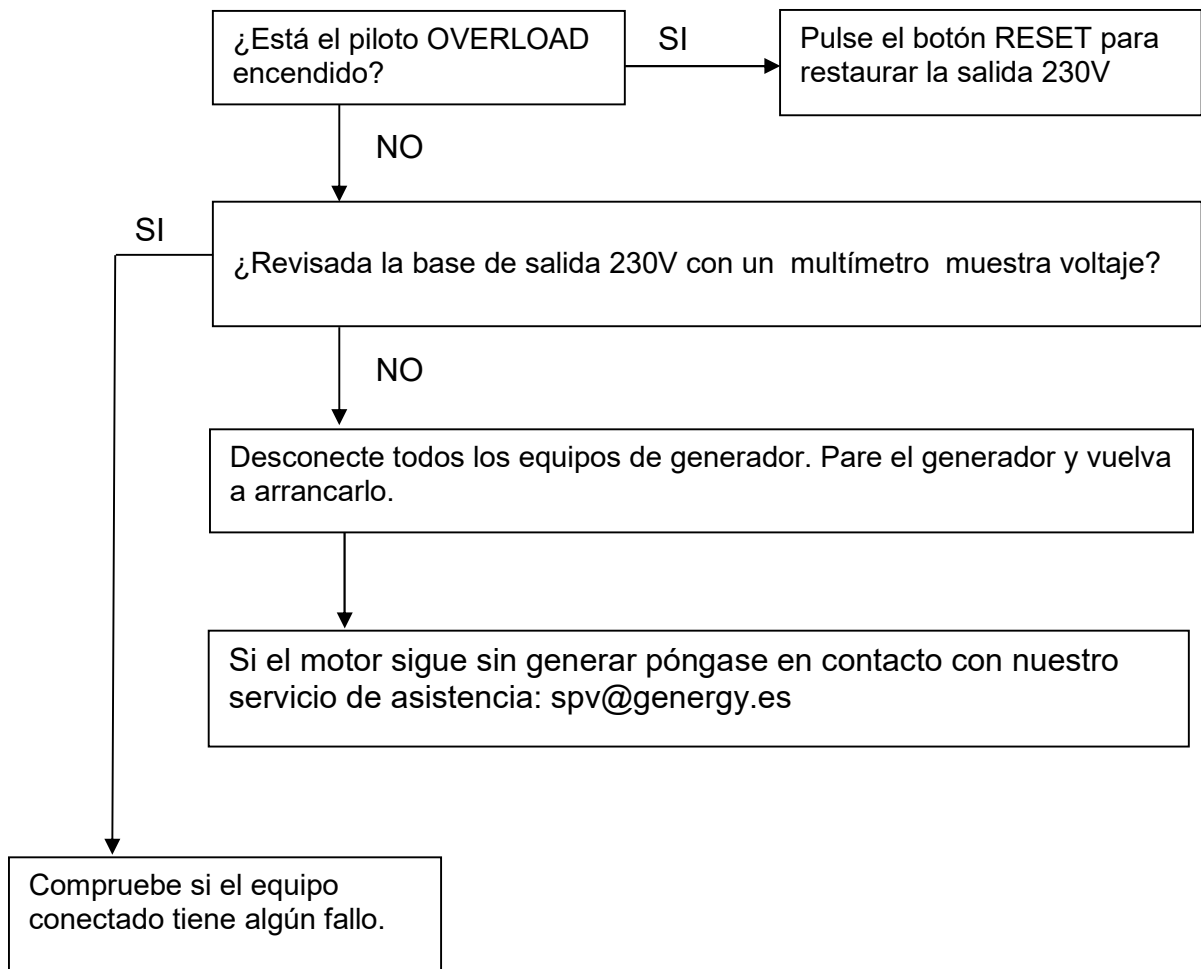 ¿Está el piloto OVERLOAD
encendido?
SI
Pulse el botón RESET para
restaurar la salida 230V
NO
SI
¿Revisada la base de salida 230V con un  multímetro  muestra voltaje?
NO
Desconecte todos los equipos de generador. Pare el generador y vuelva
a arrancarlo.
Si el motor sigue sin generar póngase en contacto con nuestro
servicio de asistencia: spv@genergy.es
Compruebe si el equipo
conectado tiene algún fallo.